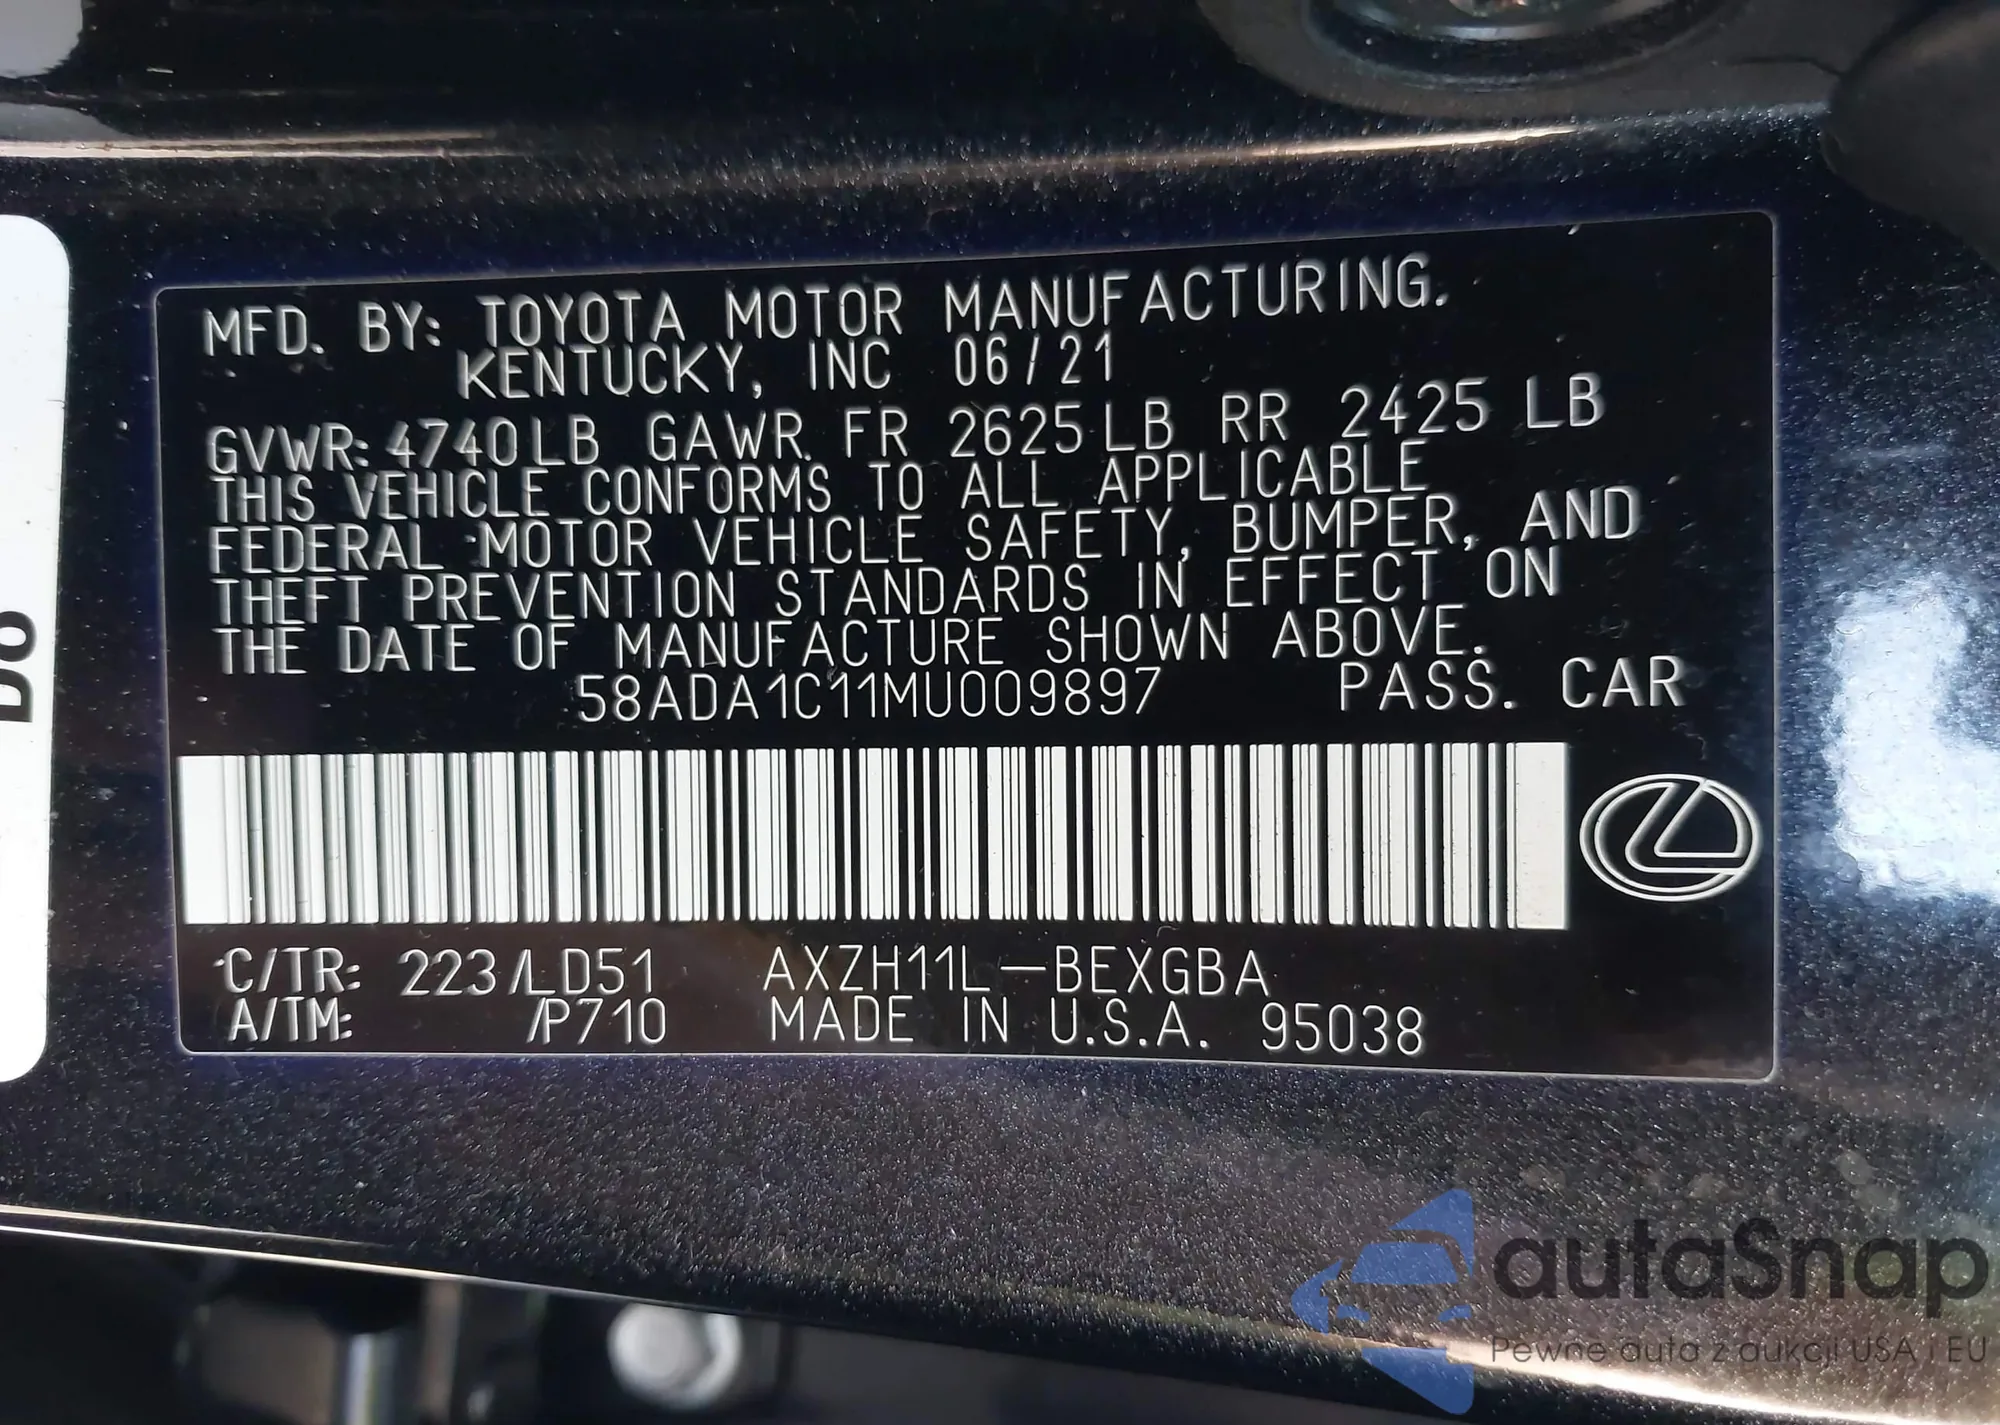 MFD. BY: TOYOTA MOTOR MANUFACTURING.
KENTUCKY, INC 06/21
GVWR: 4740LB GAWR. FR 2625 LB RR 2425 LB
THIS VEHICLE CONFORMS TO ALL APPLICABLE
FEDERAL MOTOR VEHICLE SAFETY, BUMPER, AND
THEFT PREVENTION STANDARDS IN EFFECT ON
THE DATE OF MANUFACTURE SHOWN ABOVE.
58ADA1C11MU009897 PASS. CAR
C/TR: 223/LD51 AXZH11L-BEXGBA
A/TM: /P710 MADE IN U.S.A. 95038
autaSnap
Pewne auta z aukcji USA i EU